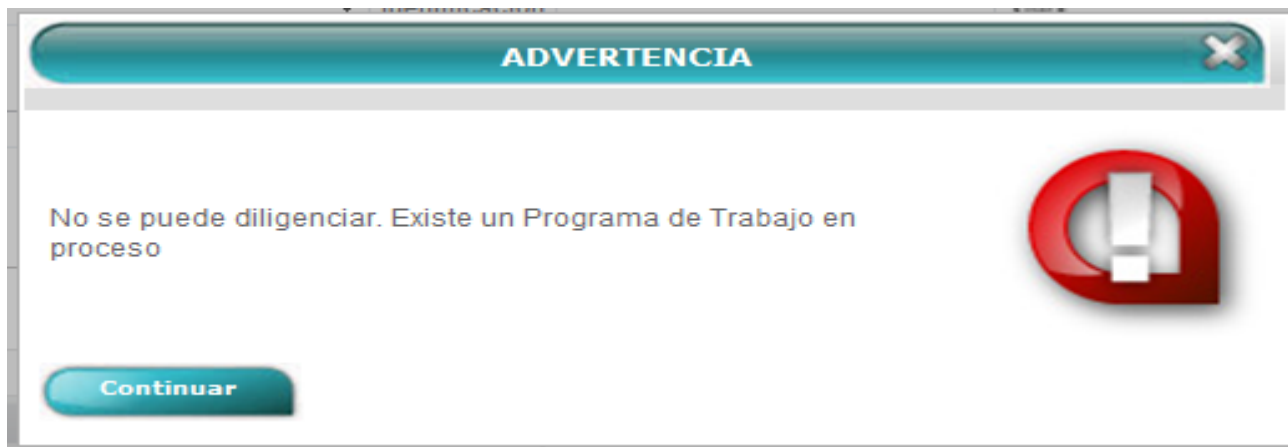 ADVERTENCIA
No se puede diligenciar. Existe un Programa de Trabajo en
proceso
Continuar